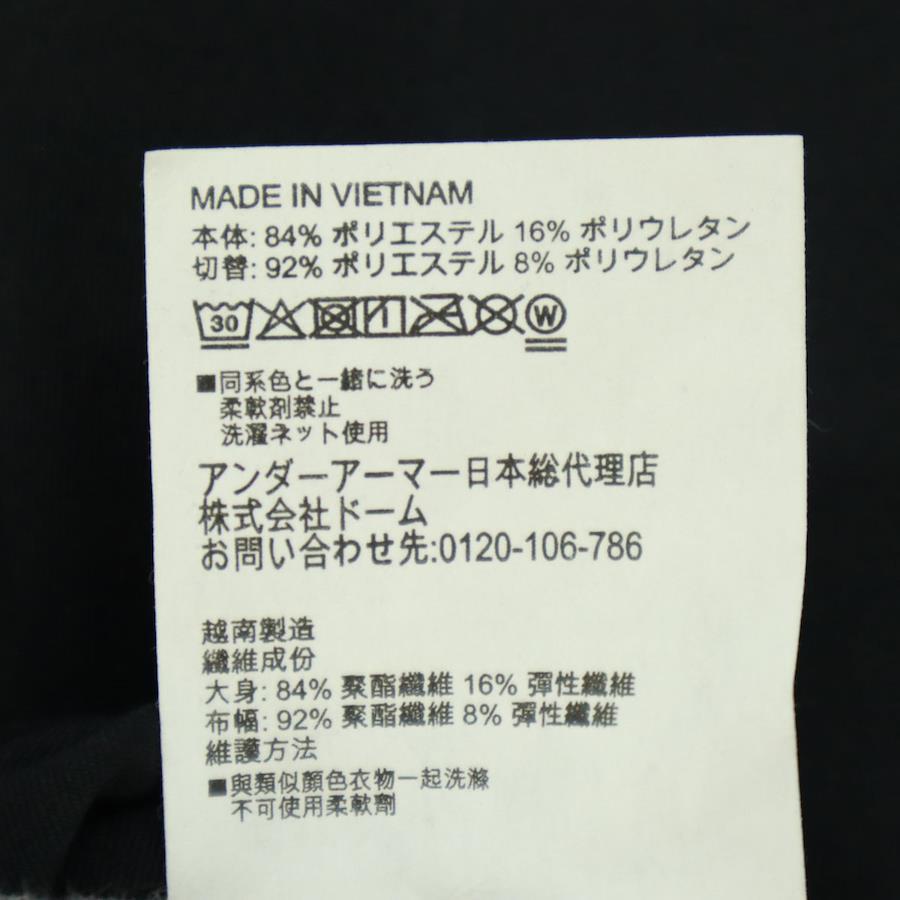 MADE IN VIETNAM
本体: 84% ポリエステル 16% ポリウレタン
切替: 92% ポリエステル 8% ポリウレタン
30 W
■同系色と一緒に洗う
柔軟剤禁止
洗濯ネット使用
アンダーアーマー日本総代理店
株式会社ドーム
お問い合わせ先:0120-106-786
越南製造
纖維成份
大身: 84% 聚酯纖維 16% 彈性纖維
布幅: 92% 聚酯纖維 8% 彈性纖維
維護方法
■與類似顏色衣物一起洗滌
不可使用柔軟劑